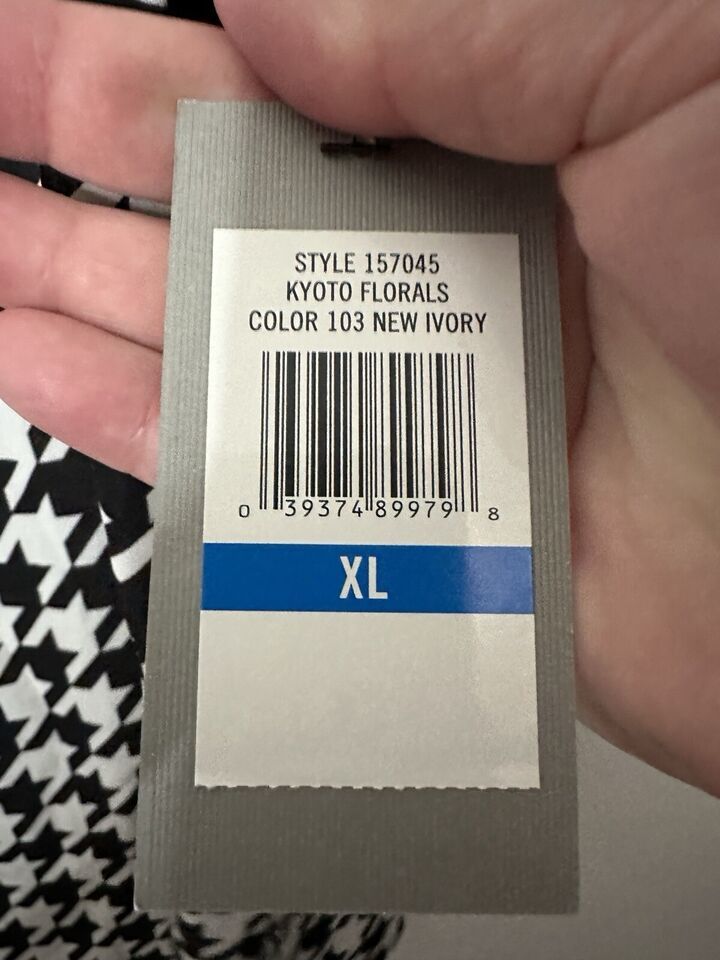 STYLE 157045
KYOTO FLORALS
COLOR 103 NEW IVORY
0 39374 89979 8
XL